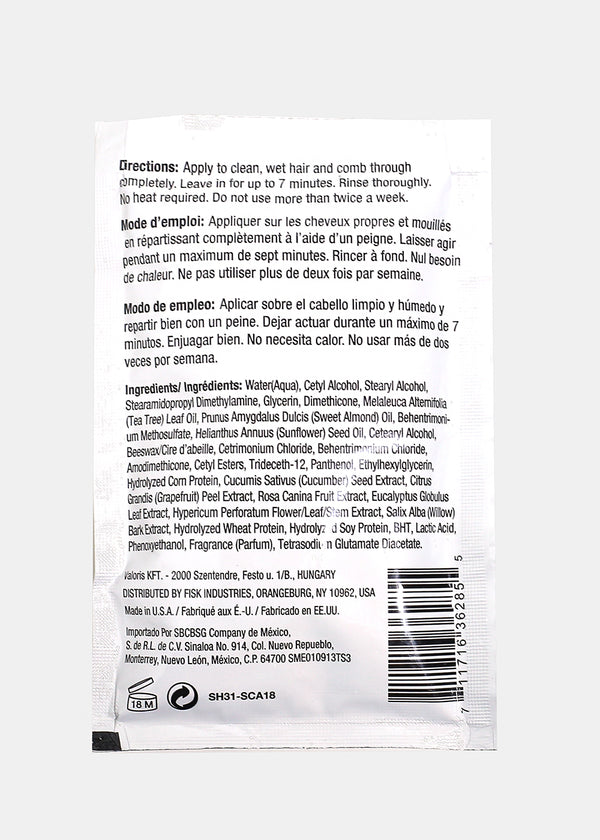 Directions: Apply to clean, wet hair and comb through
completely. Leave in for up to 7 minutes. Rinse thoroughly.
No heat required. Do not use more than twice a week.
Mode d'emploi: Appliquer sur les cheveux propres et mouillés
en répartissant complètement à l'aide d'un peigne. Laisser agir
pendant un maximum de sept minutes. Rincer à fond. Nul besoin
de chaleur. Ne pas utiliser plus de deux fois par semaine.
Modo de empleo: Aplicar sobre el cabello limpio y húmedo y
repartir bien con un peine. Dejar actuar durante un máximo de 7
minutos. Enjuagar bien. No necesita calor. No usar más de dos
veces por semana.
Ingredients/ Ingrédients: Water(Aqua), Cetyl Alcohol, Stearyl Alcohol,
Stearamidopropyl Dimethylamine, Glycerin, Dimethicone, Melaleuca Alternifolia
(Tea Tree) Leaf Oil, Prunus Amygdalus Dulcis (Sweet Almond) Oil, Behentrimoni-
um Methosulfate, Helianthus Annuus (Sunflower) Seed Oil, Cetearyl Alcohol,
Beeswax/Cire d'abeille, Cetrimonium Chloride, Behentrimonium Chloride,
Amodimethicone, Cetyl Esters, Trideceth-12, Panthenol, Ethylhexylglycerin,
Hydrolyzed Corn Protein, Cucumis Sativus (Cucumber) Seed Extract, Citrus
Grandis (Grapefruit) Peel Extract, Rosa Canina Fruit Extract, Eucalyptus Globulus
Leaf Extract, Hypericum Perforatum Flower/Leaf/Stem Extract, Salix Alba (Willow)
Bark Extract, Hydrolyzed Wheat Protein, Hydrolyzed Soy Protein, BHT, Lactic Acid,
Phenoxyethanol, Fragrance (Parfum), Tetrasodium Glutamate Diacetate.
Valoris KFT. - 2000 Szentendre, Festo u. 1/B., HUNGARY
DISTRIBUTED BY FISK INDUSTRIES, ORANGEBURG, NY 10962, USA
Made in U.S.A. / Fabriqué aux É.-U. / Fabricado en EE.UU.
Importado Por SBCBSG Company de México,
S. de R.L. de C.V. Sinaloa No. 914, Col. Nuevo Repueblo,
Monterrey, Nuevo León, México, C.P. 64700 SME010913TS3
18 M
SH31-SCA18
7 11716 36285 5